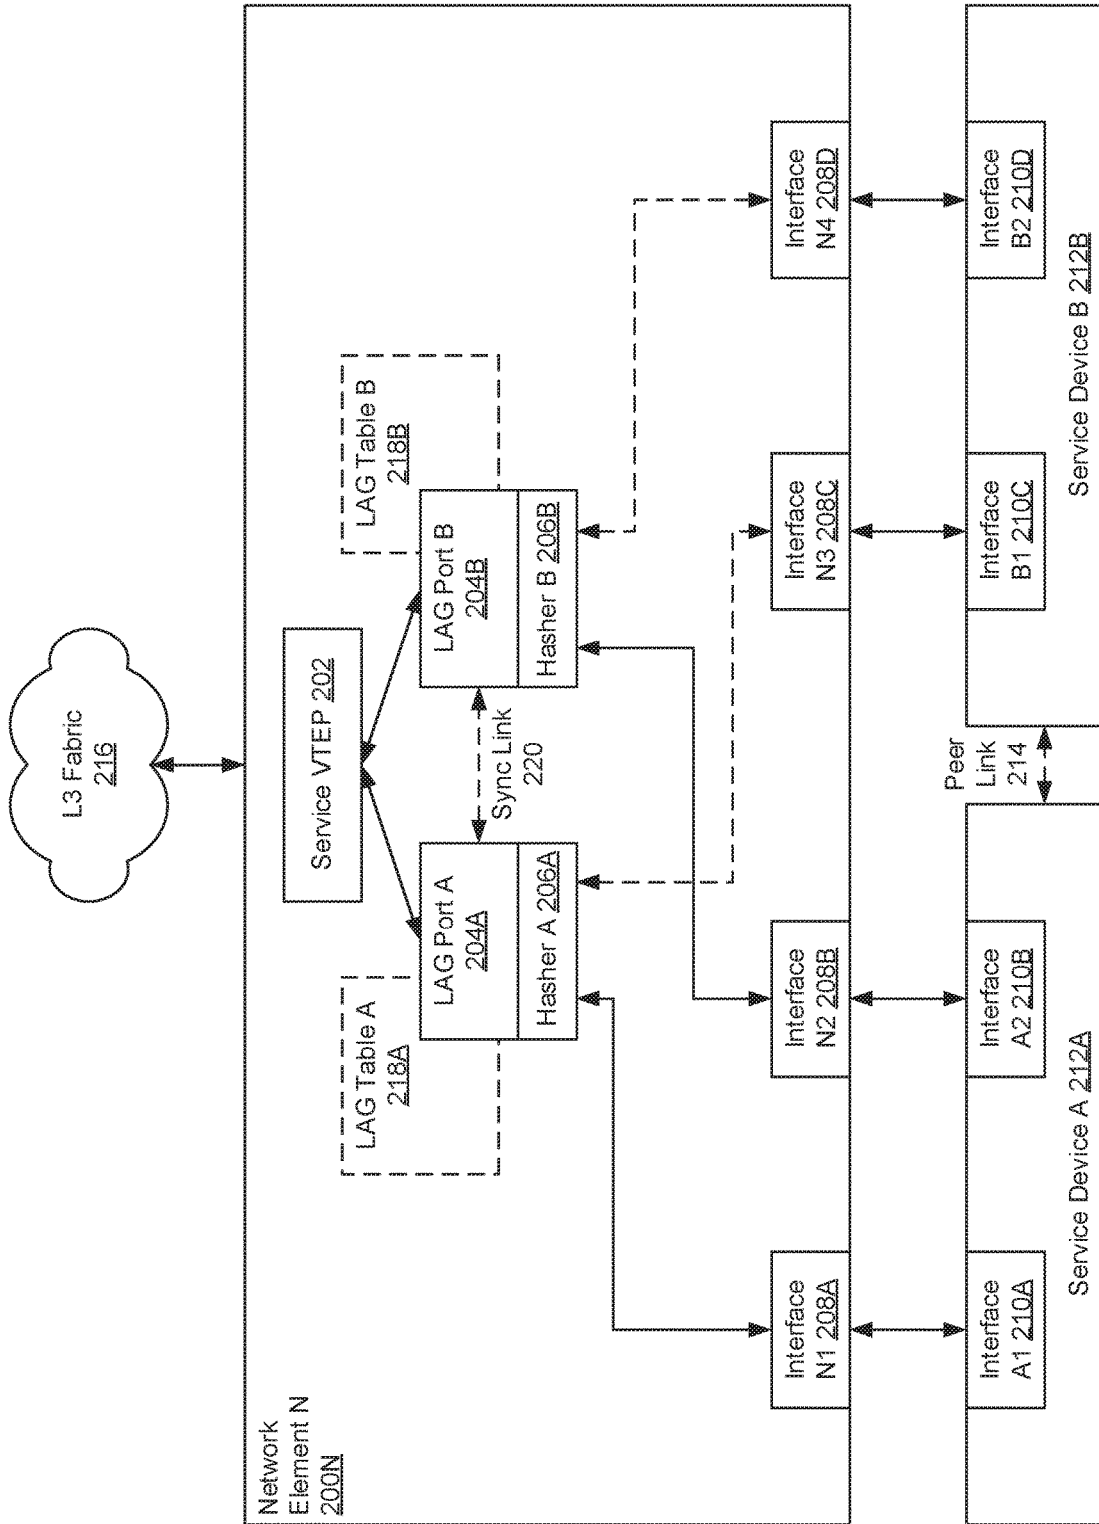 L3 Fabric
216
Network
Element N
200N
Service VTEP 202
LAG Table A
218A
LAG Table B
218B
LAG Port A
204A
Hasher A 206A
Sync Link
220
LAG Port B
204B
Hasher B 206B
Interface
N1 208A
Interface
N2 208B
Interface
N3 208C
Interface
N4 208D
Interface
A1 210A
Interface
A2 210B
Peer
Link
214
Interface
B1 210C
Interface
B2 210D
Service Device A 212A
Service Device B 212B